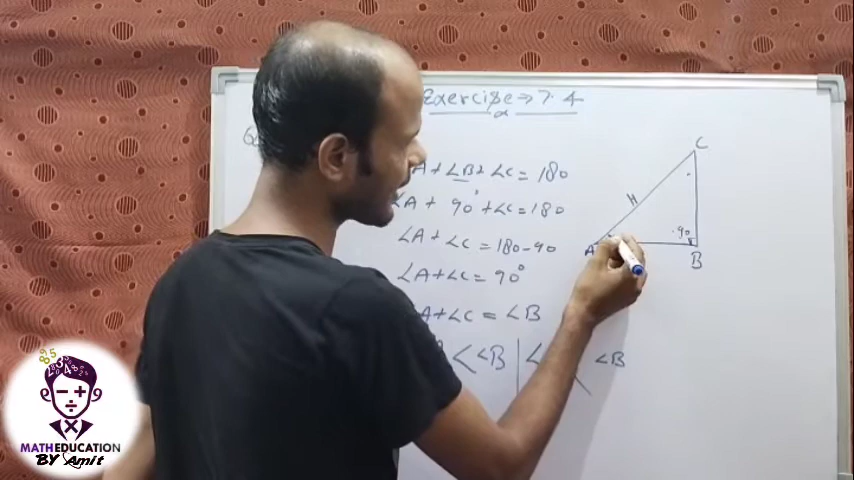 Exercise ⇒ 7.4
A + ∠B + ∠C = 180
∠A + 90° + ∠C = 180
∠A + ∠C = 180 - 90
∠A + ∠C = 90°
A + ∠C = ∠B
< ∠B | ∠ ∠B
C
H
.90
A
B
MATHEDUCATION
BY Amit